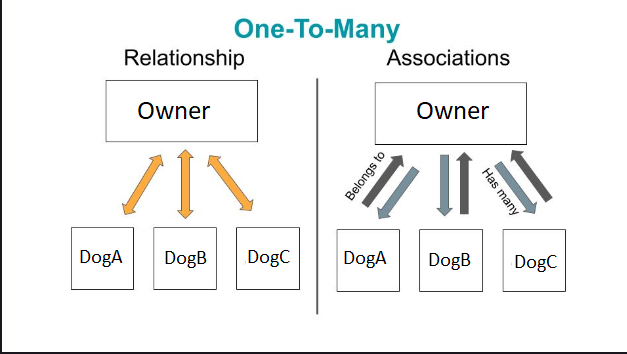 One-To-Many
Relationship
Associations
Owner
Owner
Belongs to
Has many
DogA
DogB
DogC
DogA
DogB
DogC